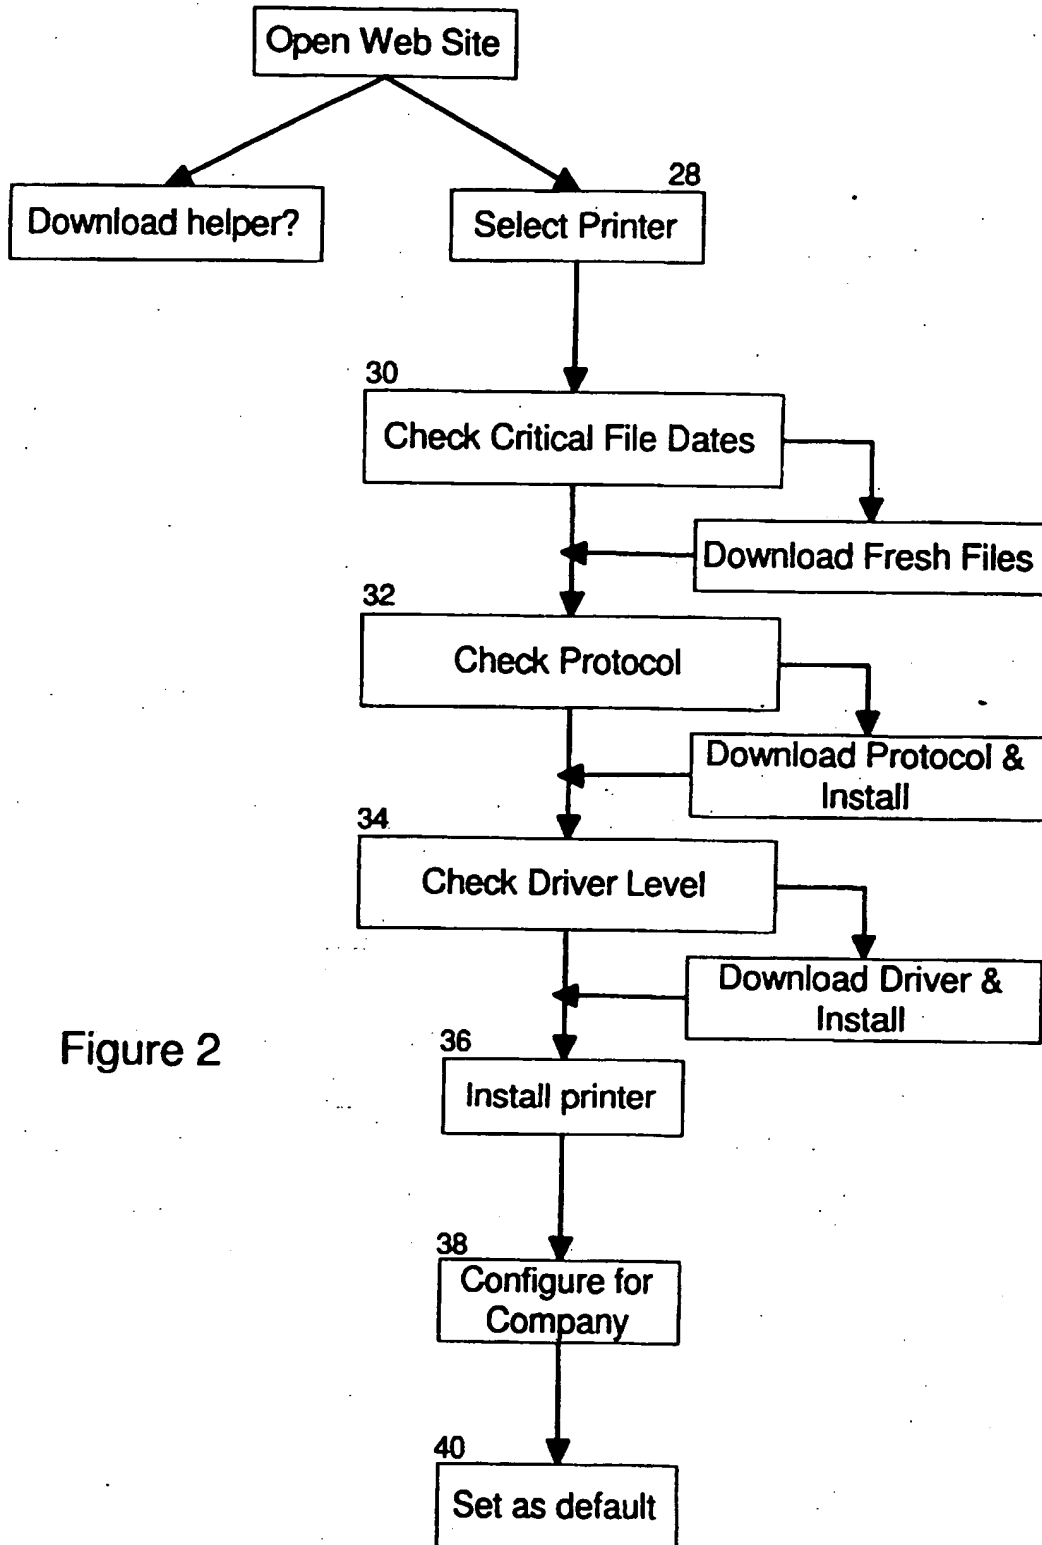 Open Web Site
Download helper?
28
Select Printer
30
Check Critical File Dates
Download Fresh Files
32
Check Protocol
Download Protocol &
Install
34
Check Driver Level
Download Driver &
Install
Figure 2
36
Install printer
38
Configure for
Company
40
Set as default